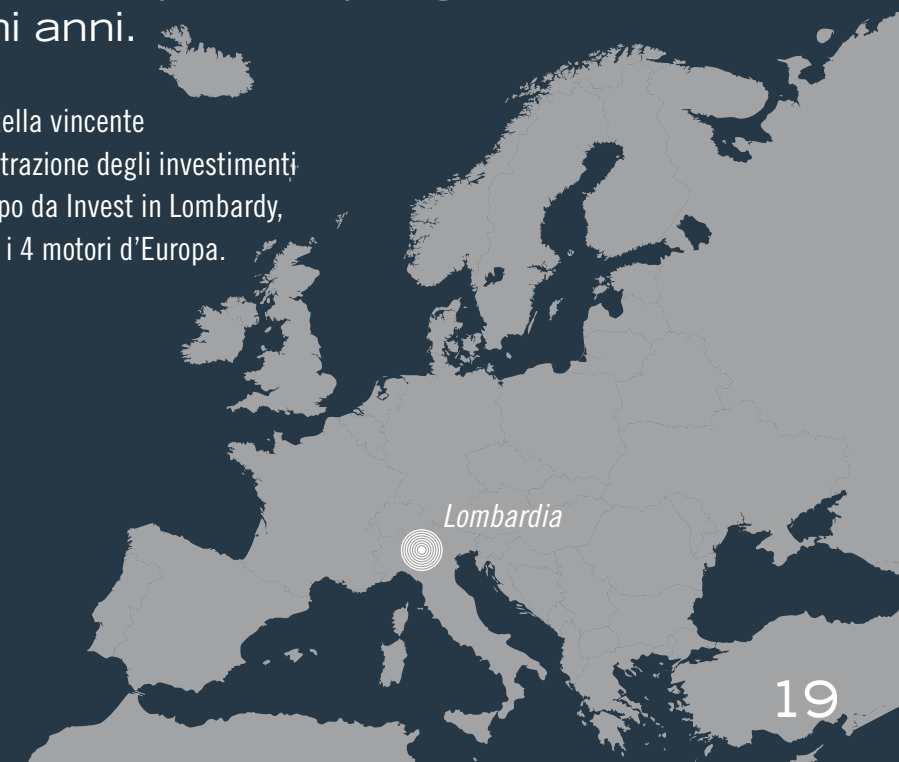 ni anni.
ella vincente
trazione degli investimenti
po da Invest in Lombardy,
i 4 motori d'Europa.
Lombardia
19